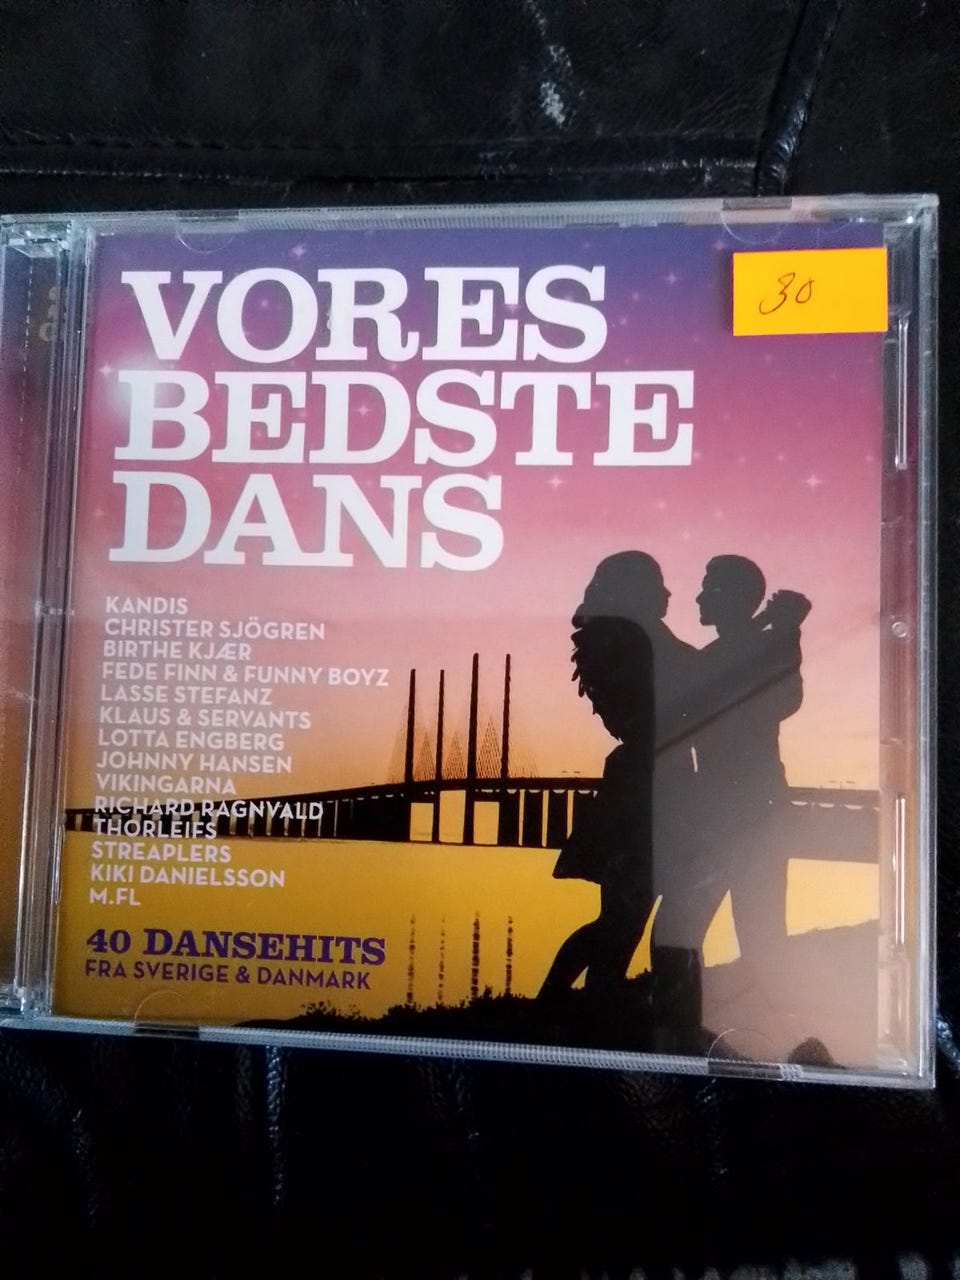 VORES
BEDSTE
DANS
30
KANDIS
CHRISTER SJÖGREN
BIRTHE KJÆR
FEDE FINN & FUNNY BOYZ
LASSE STEFANZ
KLAUS & SERVANTS
LOTTA ENGBERG
JOHNNY HANSEN
VIKINGARNA
RICHARD RAGNVALD
THORLEIFS
STREAPLERS
KIKI DANIELSSON
M.FL
40 DANSEHITS
FRA SVERIGE & DANMARK